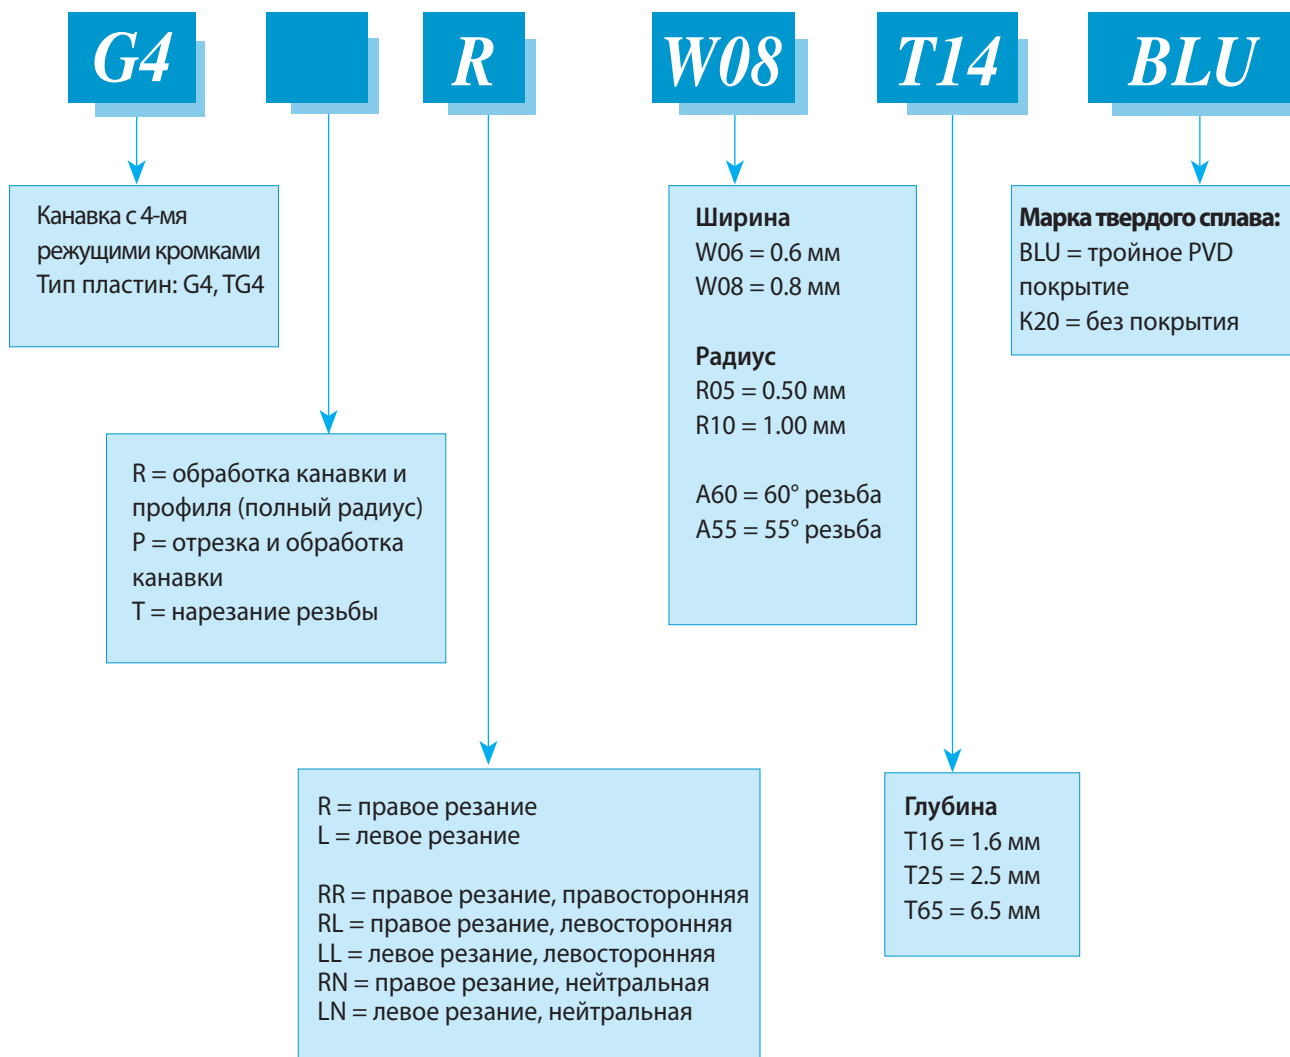 G4
R
W08
T14
BLU
Канавка с 4-мя
режущими кромками
Тип пластин: G4, TG4
R = обработка канавки и
профиля (полный радиус)
P = отрезка и обработка
канавки
T = нарезание резьбы
R = правое резание
L = левое резание
RR = правое резание, правосторонняя
RL = правое резание, левосторонняя
LL = левое резание, левосторонняя
RN = правое резание, нейтральная
LN = левое резание, нейтральная
Ширина
W06 = 0.6 мм
W08 = 0.8 мм
Радиус
R05 = 0.50 мм
R10 = 1.00 мм
A60 = 60° резьба
A55 = 55° резьба
Глубина
T16 = 1.6 мм
T25 = 2.5 мм
T65 = 6.5 мм
Марка твердого сплава:
BLU = тройное PVD
покрытие
K20 = без покрытия